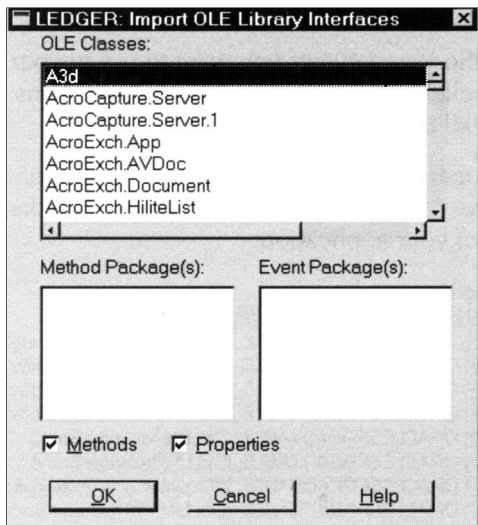 LEDGER: Import OLE Library Interfaces
OLE Classes:
A3d
AcroCapture.Server
AcroCapture.Server.1
AcroExch.App
AcroExch.AVDoc
AcroExch.Document
AcroExch.HiliteList
Method Package(s): Event Package(s):
Methods Properties
OK Cancel Help